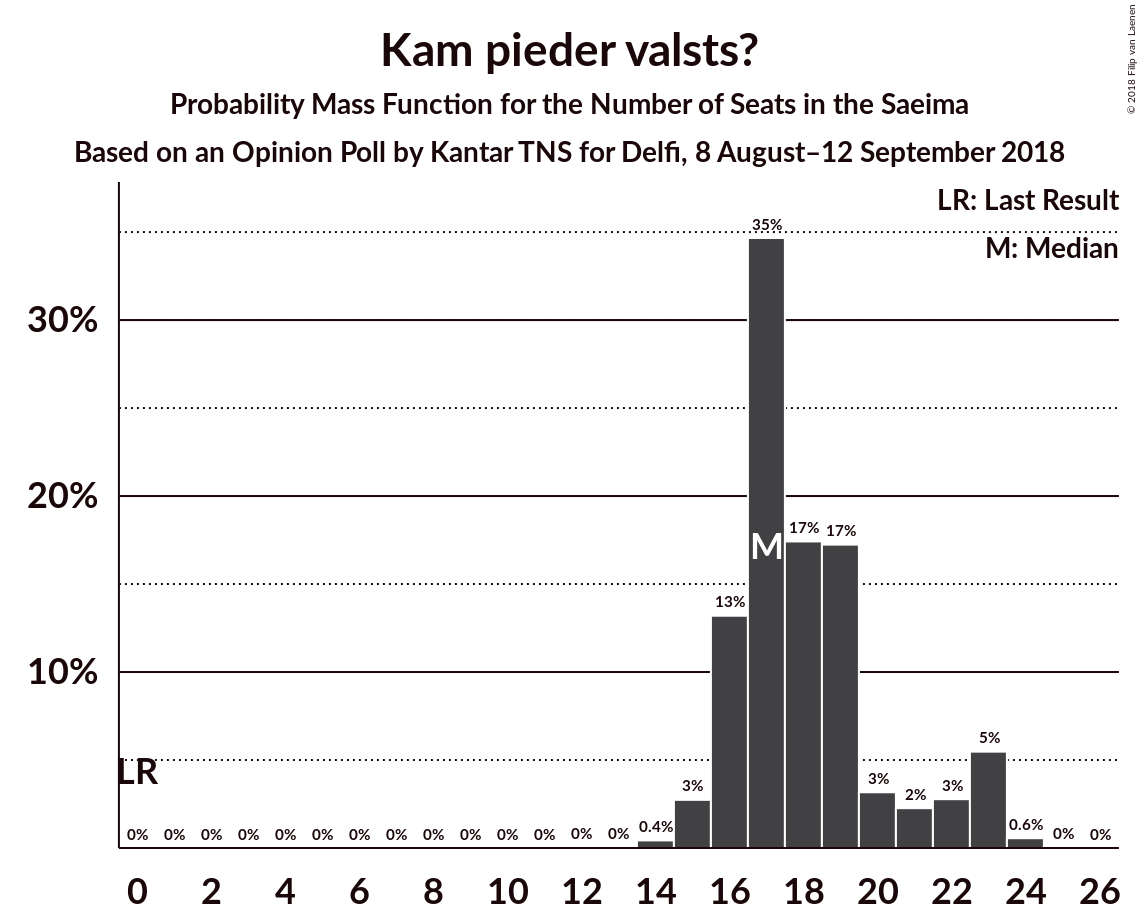 Kam pieder valsts?
Probability Mass Function for the Number of Seats in the Saeima
Based on an Opinion Poll by Kantar TNS for Delfi, 8 August–12 September 2018
© 2018 Filip van Laenen
LR: Last Result
M: Median
30%
20%
10%
LR
M
0% 0% 0% 0% 0% 0% 0% 0% 0% 0% 0% 0% 0% 0% 0.4% 3% 13% 35% 17% 17% 3% 2% 3% 5% 0.6% 0% 0%
0 2 4 6 8 10 12 14 16 18 20 22 24 26